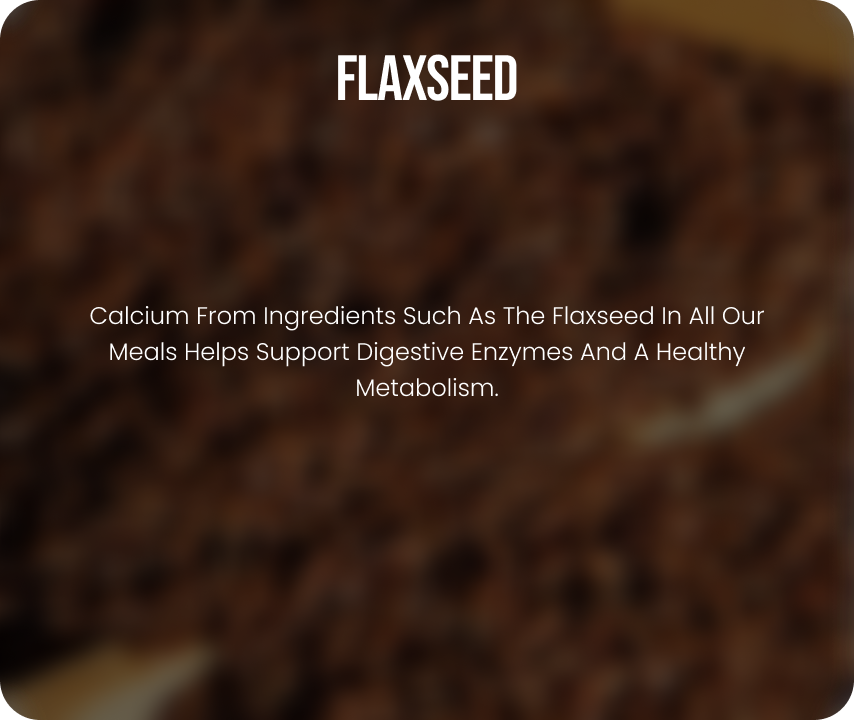 FLAXSEED
Calcium From Ingredients Such As The Flaxseed In All Our
Meals Helps Support Digestive Enzymes And A Healthy
Metabolism.